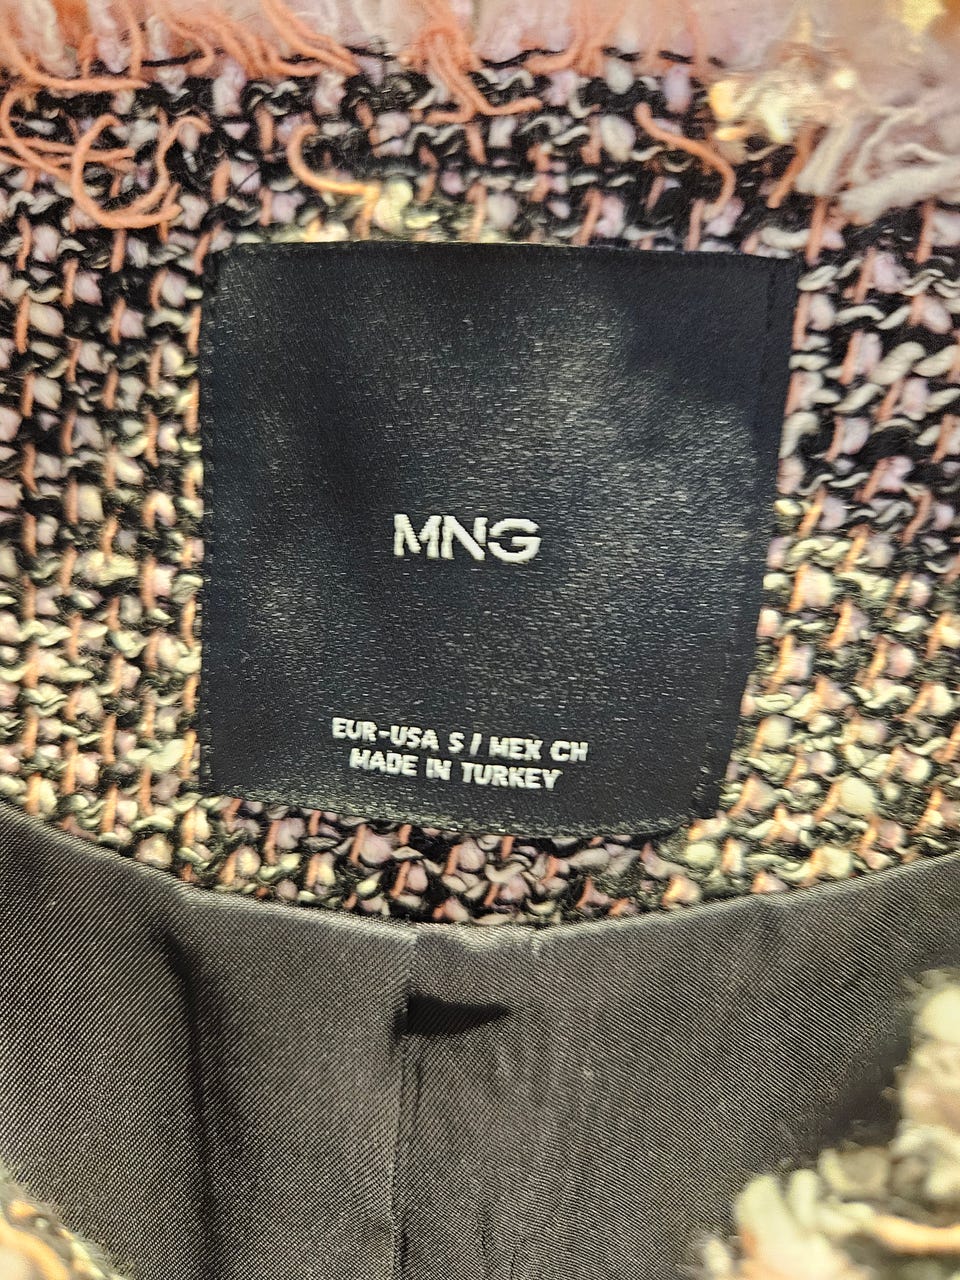 MNG
EUR-USA S / MEX CH
MADE IN TURKEY